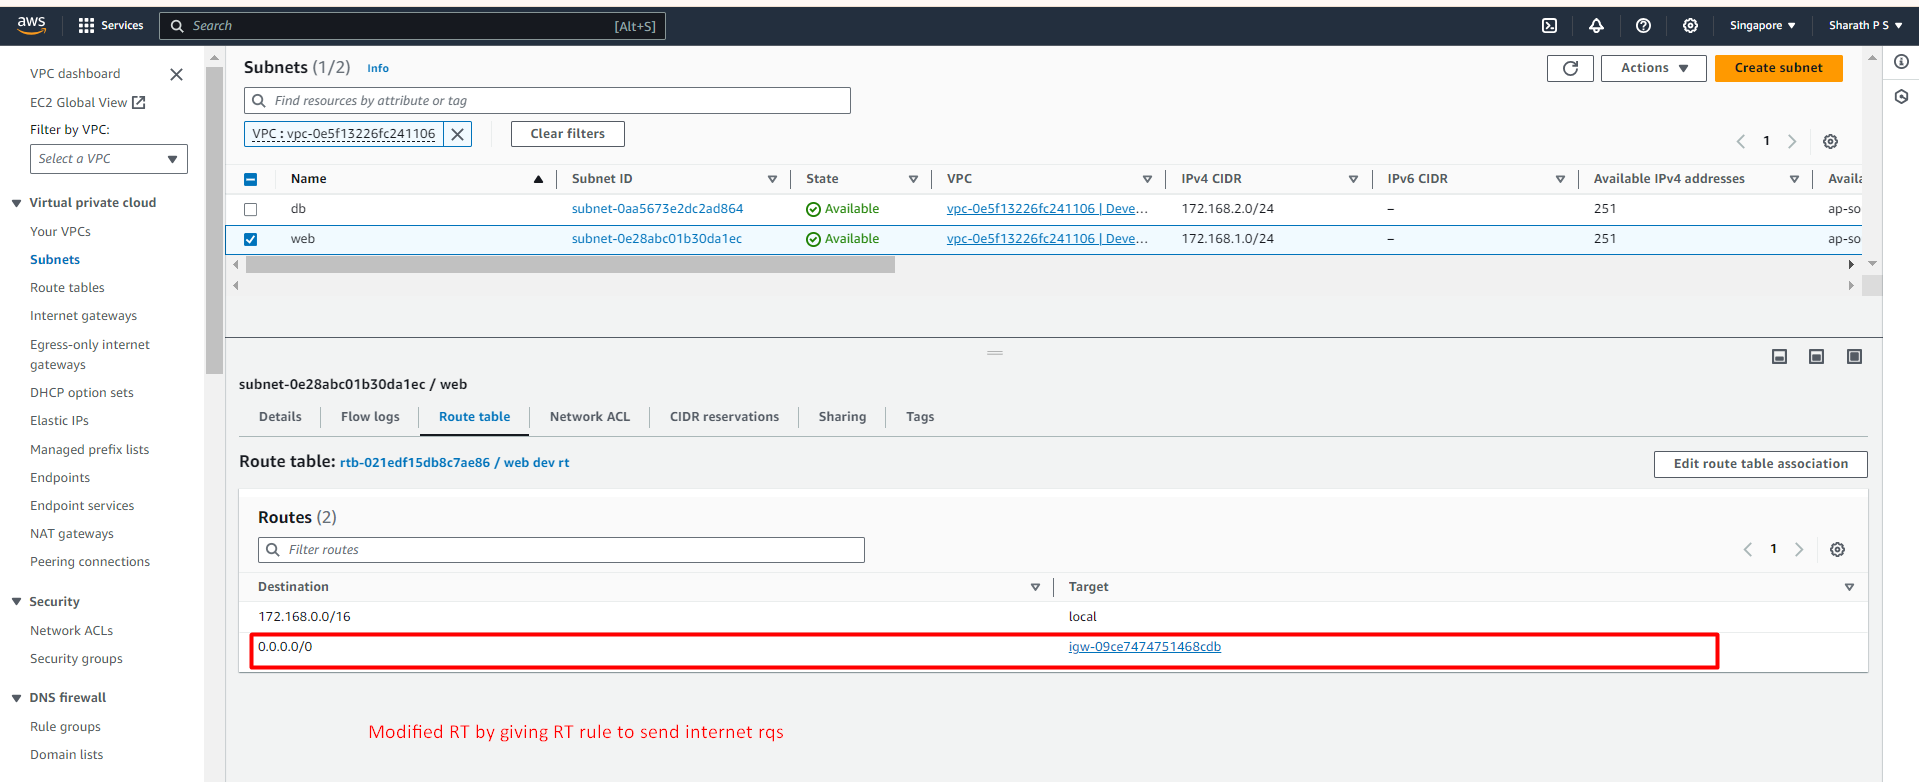 aws
Services
Search
[Alt+S]
Singapore
Sharath P S
VPC dashboard
EC2 Global View
Filter by VPC:
Select a VPC
Virtual private cloud
Your VPCs
Subnets
Route tables
Internet gateways
Egress-only internet
gateways
DHCP option sets
Elastic IPs
Managed prefix lists
Endpoints
Endpoint services
NAT gateways
Peering connections
Security
Network ACLs
Security groups
DNS firewall
Rule groups
Domain lists
Subnets (1/2) Info
Actions
Create subnet
Find resources by attribute or tag
VPC : vpc-0e5f13226fc241106
Clear filters
1
Name Subnet ID State VPC IPv4 CIDR IPv6 CIDR Available IPv4 addresses Availa
db subnet-0aa5673e2dc2ad864 Available vpc-0e5f13226fc241106 | Deve... 172.168.2.0/24 – 251 ap-so
web subnet-0e28abc01b30da1ec Available vpc-0e5f13226fc241106 | Deve... 172.168.1.0/24 – 251 ap-so
subnet-0e28abc01b30da1ec / web
Details Flow logs Route table Network ACL CIDR reservations Sharing Tags
Route table: rtb-021edf15db8c7ae86 / web dev rt
Edit route table association
Routes (2)
Filter routes
1
Destination Target
172.168.0.0/16 local
0.0.0.0/0 igw-09ce7474751468cdb
Modified RT by giving RT rule to send internet rqs